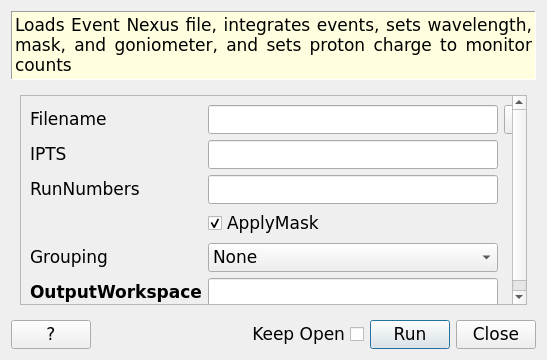 Loads Event Nexus file, integrates events, sets wavelength,
mask, and goniometer, and sets proton charge to monitor
counts
Filename
IPTS
RunNumbers
ApplyMask
Grouping None
OutputWorkspace
? Keep Open Run Close